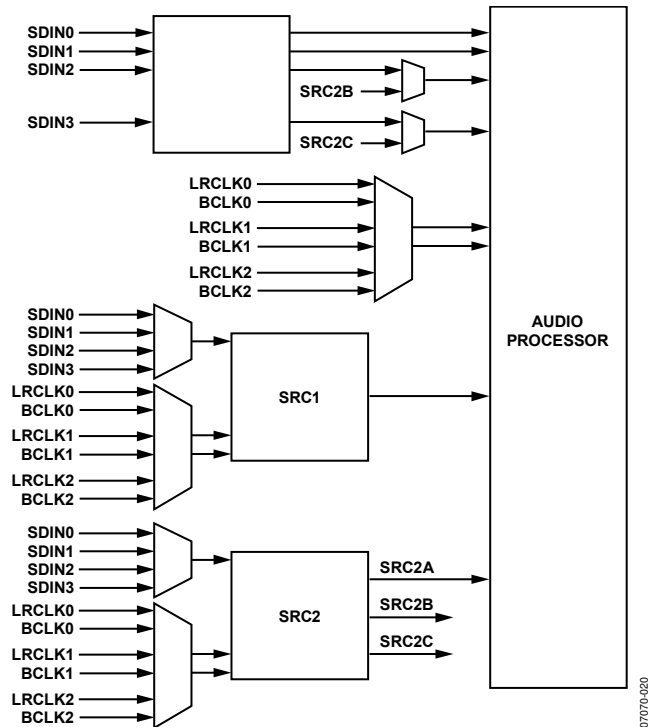 SDIN0
SDIN1
SDIN2
SRC2B
SDIN3
SRC2C
LRCLK0
BCLK0
LRCLK1
BCLK1
LRCLK2
BCLK2
AUDIO
PROCESSOR
SDIN0
SDIN1
SDIN2
SDIN3
SRC1
LRCLK0
BCLK0
LRCLK1
BCLK1
LRCLK2
BCLK2
SDIN0
SDIN1
SDIN2
SDIN3
SRC2
SRC2A
SRC2B
SRC2C
LRCLK0
BCLK0
LRCLK1
BCLK1
LRCLK2
BCLK2
07070-020